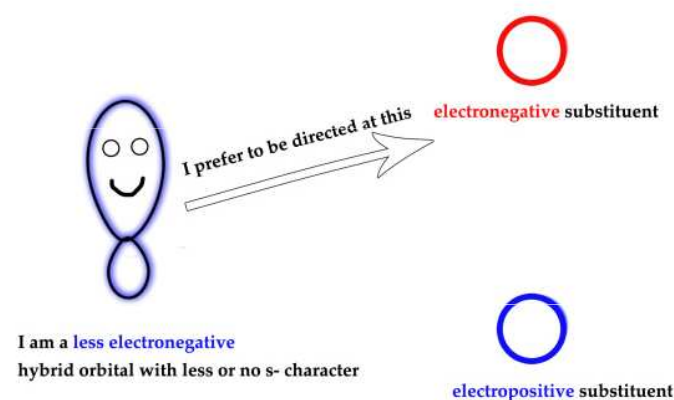 electronegative substituent
I prefer to be directed at this
I am a less electronegative
hybrid orbital with less or no s- character
electropositive substituent